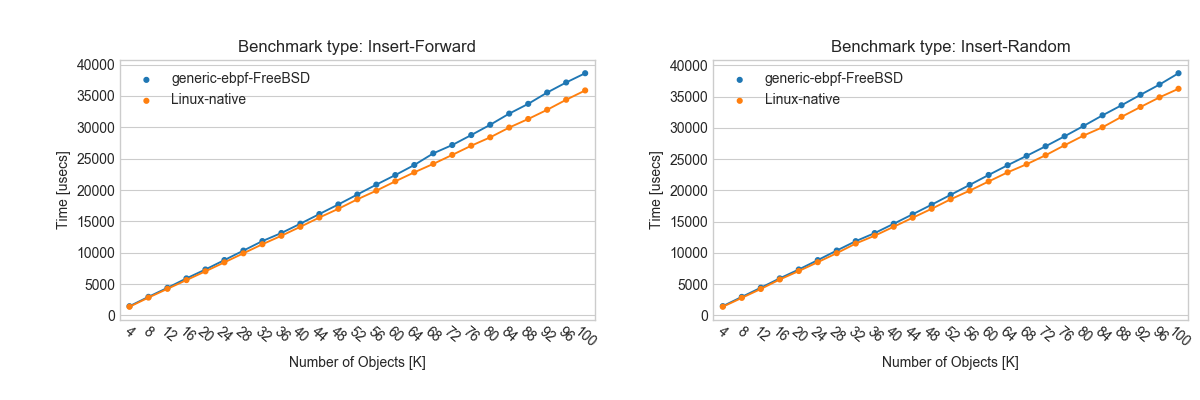 Benchmark type: Insert-Forward
generic-ebpf-FreeBSD
Linux-native
Time [usecs]
40000
35000
30000
25000
20000
15000
10000
5000
0
4 8 12 16 20 24 28 32 36 40 44 48 52 56 60 64 68 72 76 80 84 88 92 96 100
Number of Objects [K]
Benchmark type: Insert-Random
generic-ebpf-FreeBSD
Linux-native
Time [usecs]
40000
35000
30000
25000
20000
15000
10000
5000
0
4 8 12 16 20 24 28 32 36 40 44 48 52 56 60 64 68 72 76 80 84 88 92 96 100
Number of Objects [K]